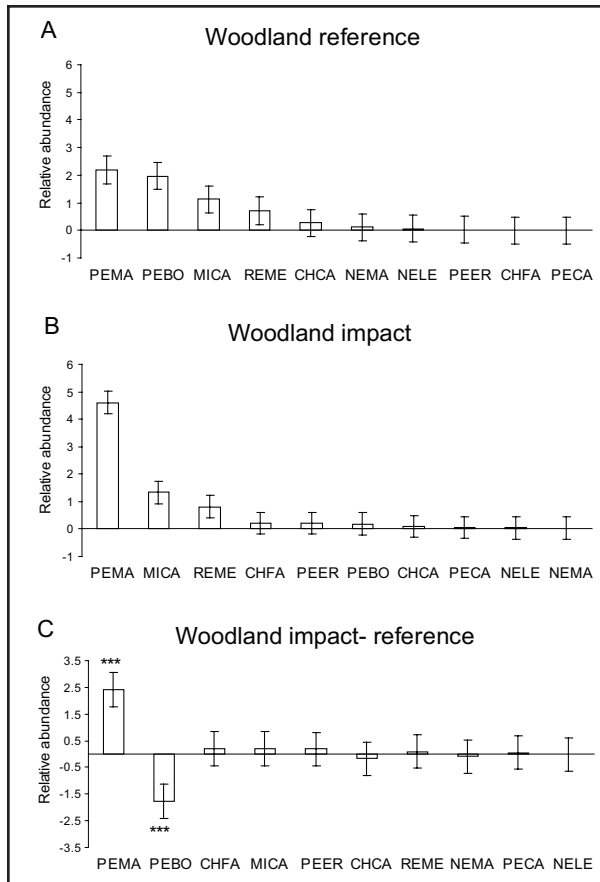 A
Woodland reference
Relative abundance
6
5
4
3
2
1
0
-1
PEMA PEBO MICA REME CHCA NEMA NELE PEER CHFA PECA
B
Woodland impact
Relative abundance
6
5
4
3
2
1
0
-1
PEMA MICA REME CHFA PEER PEBO CHCA PECA NELE NEMA
C
Woodland impact- reference
Relative abundance
3.5
2.5
1.5
0.5
-0.5
-1.5
-2.5
-3.5
***
***
PEMA PEBO CHFA MICA PEER CHCA REME NEMA PECA NELE